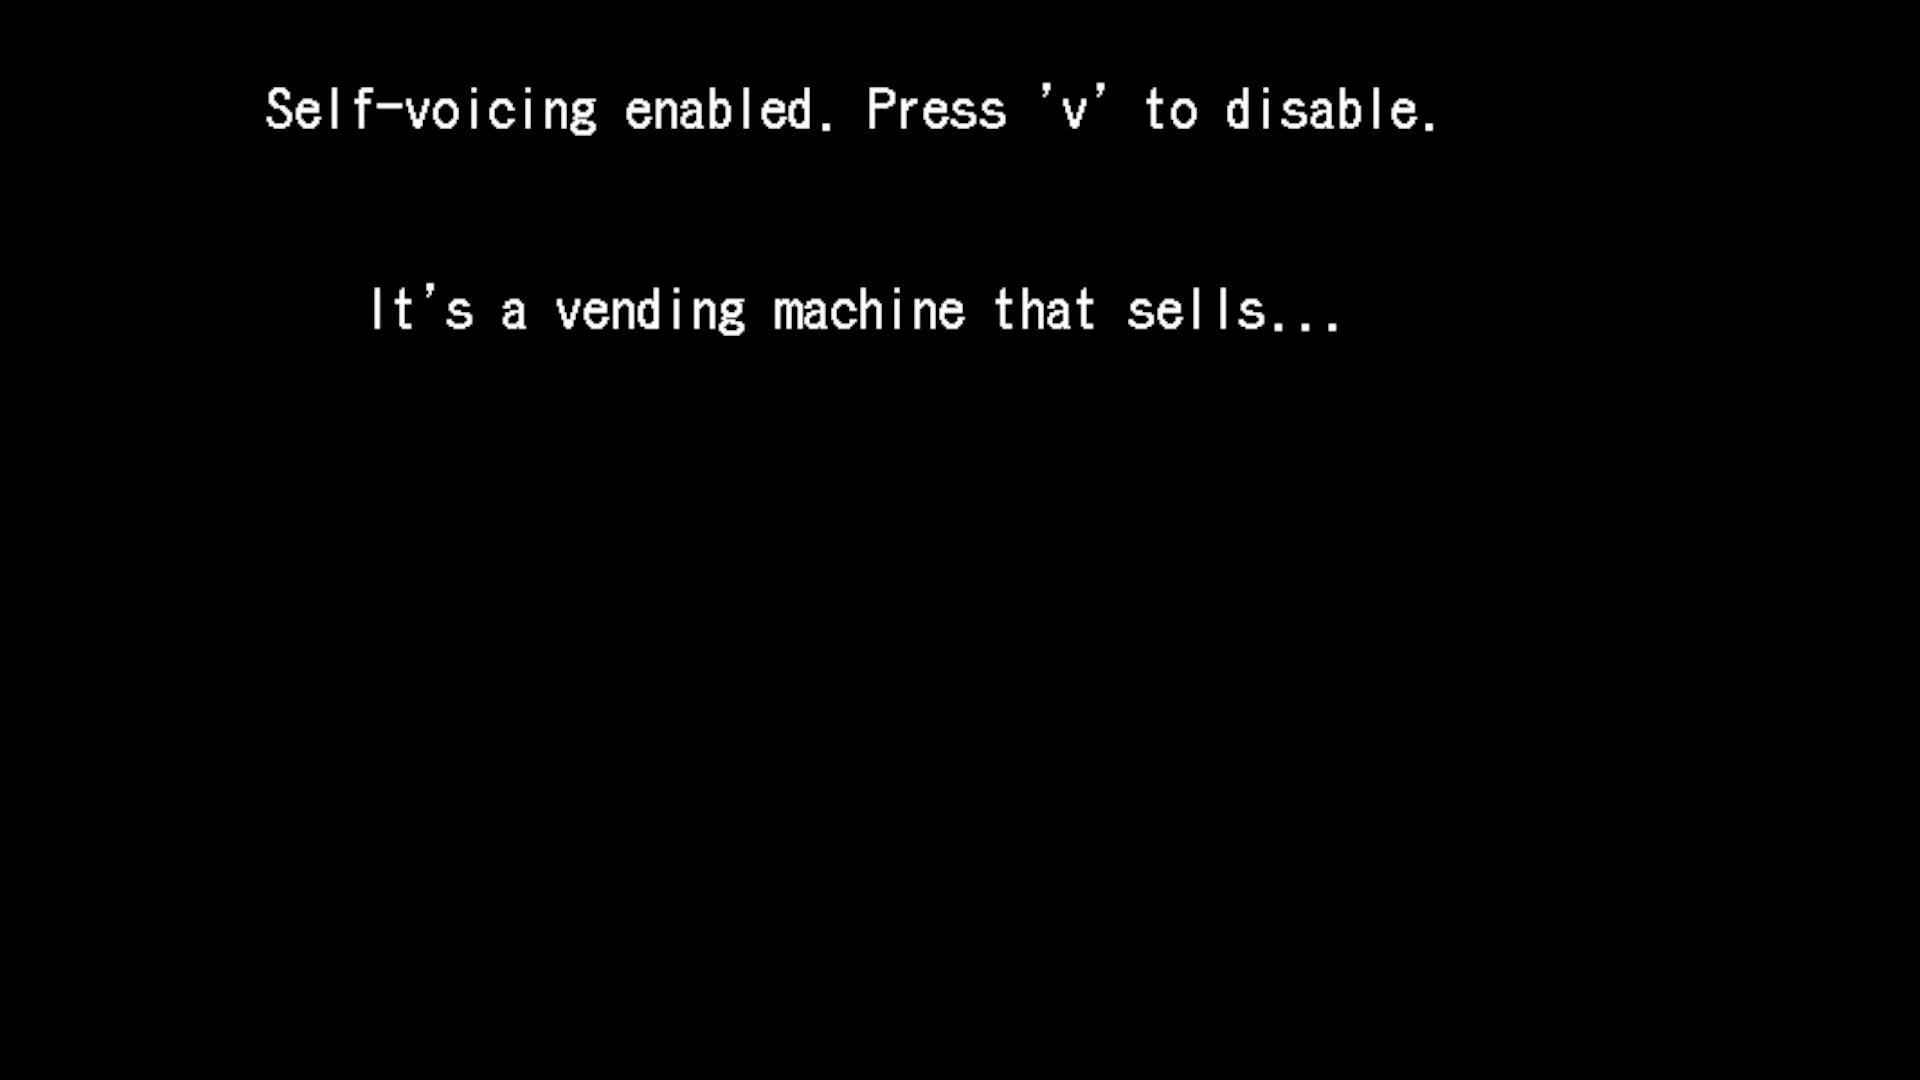 Self-voicing enabled. Press 'v' to disable.
It's a vending machine that sells...